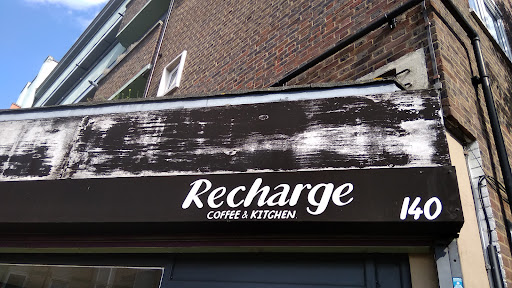 Recharge
COFFEE & KITCHEN.
140